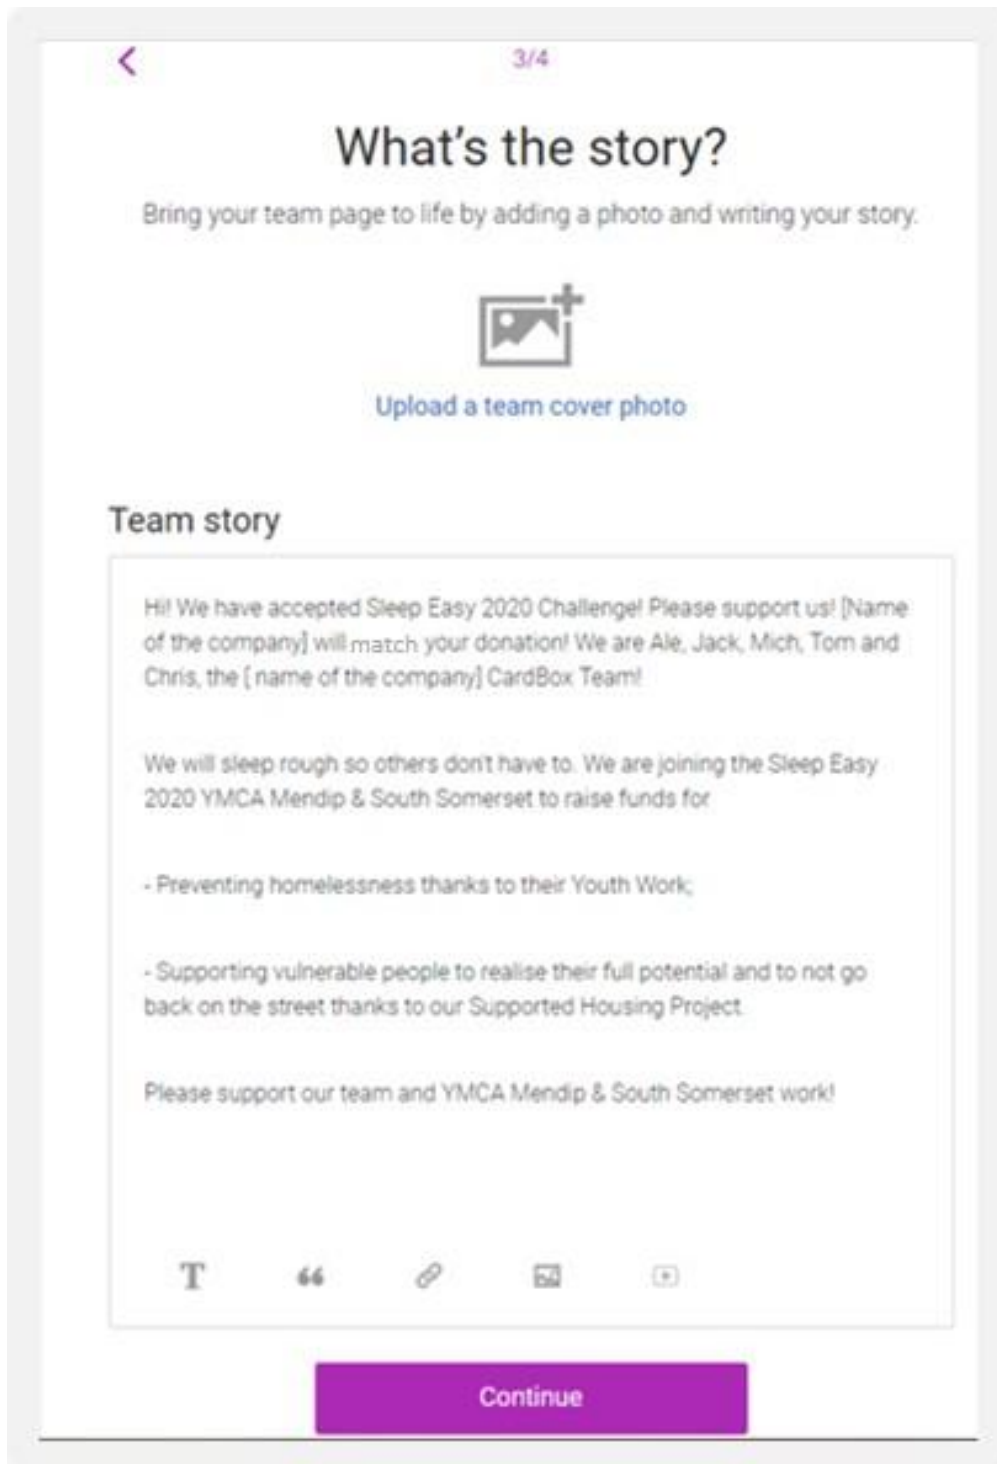 3/4
What's the story?
Bring your team page to life by adding a photo and writing your story.
Upload a team cover photo
Team story
Hi! We have accepted Sleep Easy 2020 Challenge! Please support us! [Name
of the company] will match your donation! We are Ale, Jack, Mich, Tom and
Chris, the [ name of the company] CardBox Team!
We will sleep rough so others don't have to. We are joining the Sleep Easy
2020 YMCA Mendip & South Somerset to raise funds for
- Preventing homelessness thanks to their Youth Work;
- Supporting vulnerable people to realise their full potential and to not go
back on the street thanks to our Supported Housing Project.
Please support our team and YMCA Mendip & South Somerset work!
T
Continue